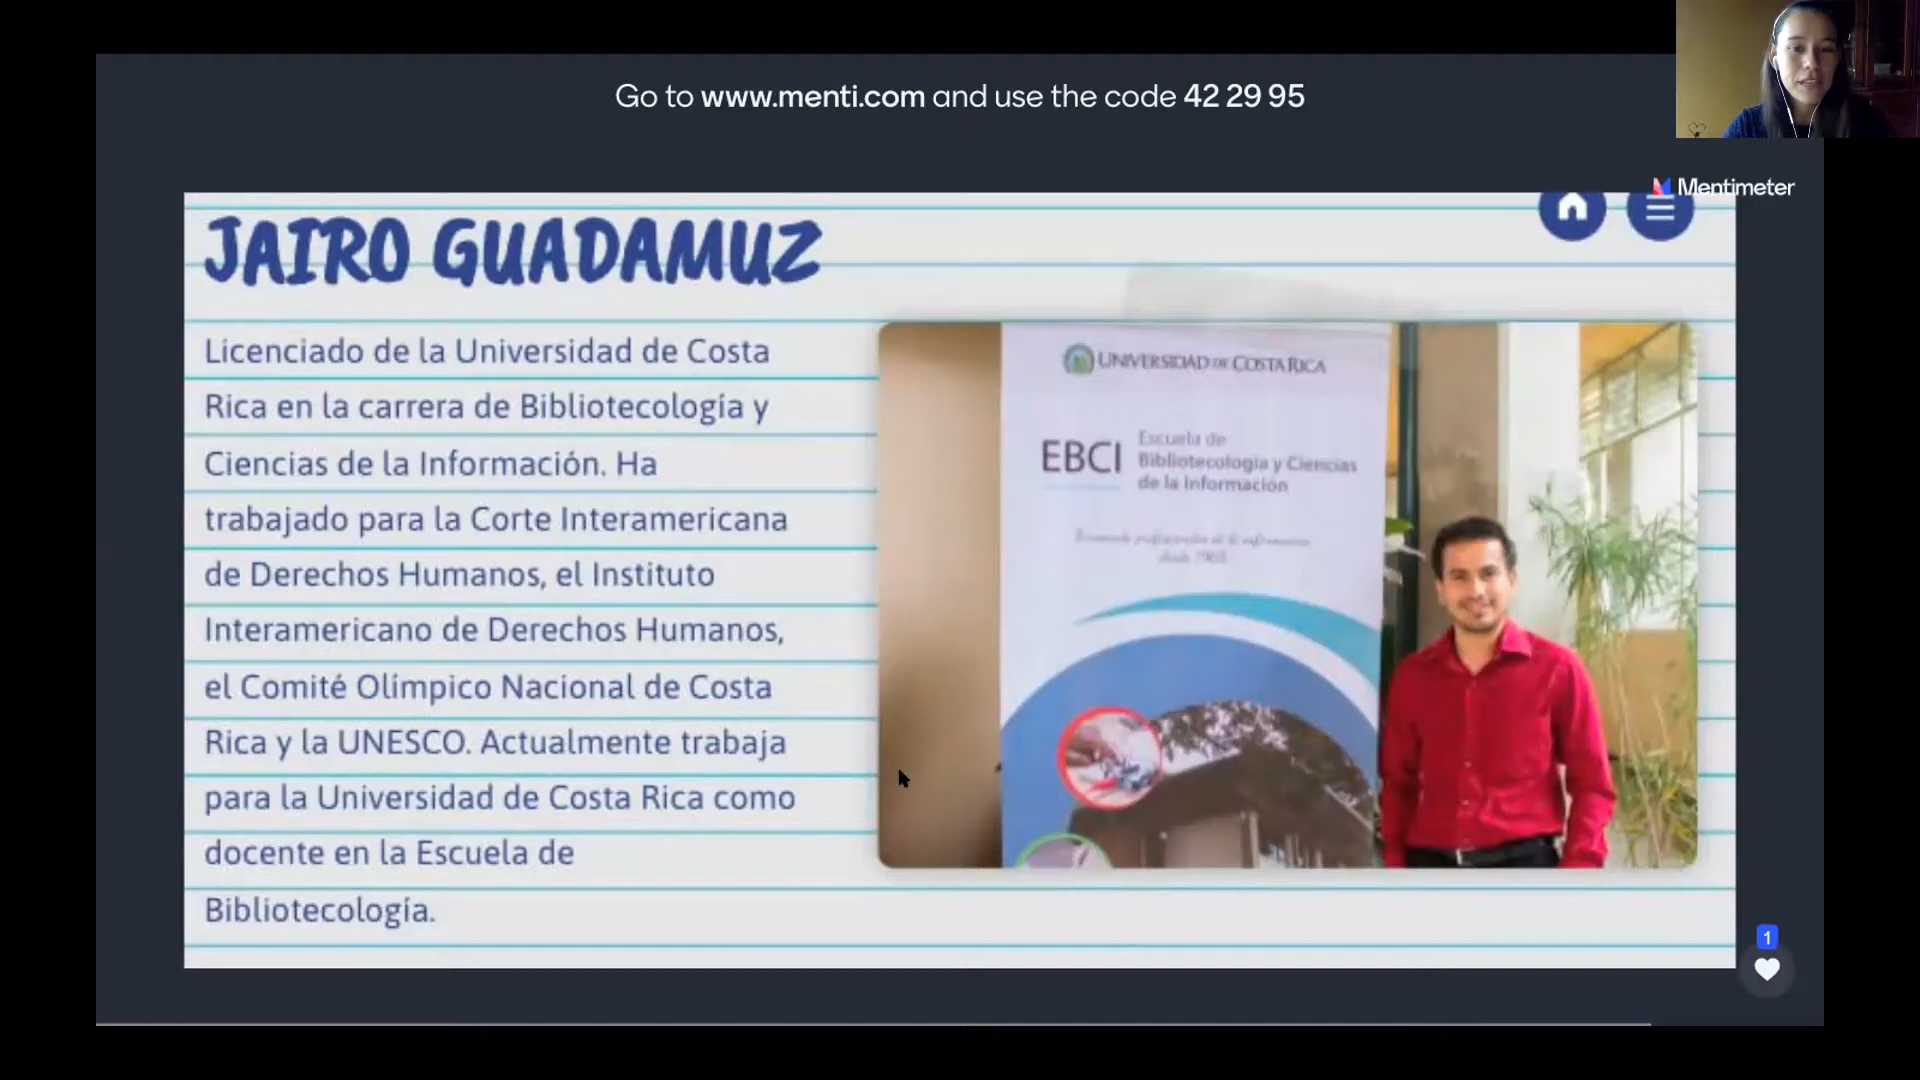 Go to www.menti.com and use the code 42 29 95
Mentimeter
JAIRO GUADAMUZ
Licenciado de la Universidad de Costa
Rica en la carrera de Bibliotecología y
Ciencias de la Información. Ha
trabajado para la Corte Interamericana
de Derechos Humanos, el Instituto
Interamericano de Derechos Humanos,
el Comité Olímpico Nacional de Costa
Rica y la UNESCO. Actualmente trabaja
para la Universidad de Costa Rica como
docente en la Escuela de
Bibliotecología.
UNIVERSIDAD DE COSTA RICA
EBCI
Escuela de
Bibliotecología y Ciencias
de la Información
desde 1968
1